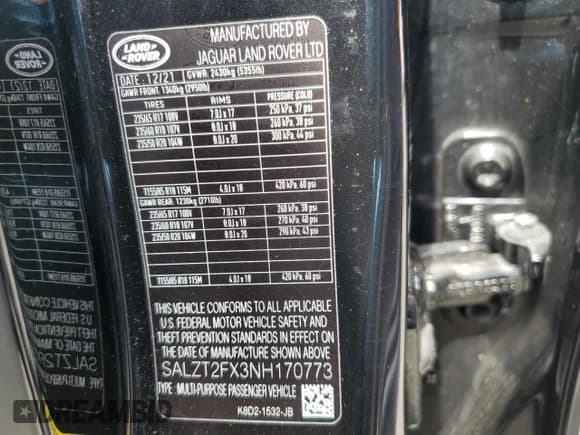 LAND
ROVER
MANUFACTURED BY
JAGUAR LAND ROVER LTD
DATE: 12/21 GVWR: 2430kg (5355lb)
GAWR FRONT: 1340kg (2950lb)
TIRES RIMS PRESSURE (COLD)
235/65 R17 108V 7.0J x 17 250 kPa, 37 psi
235/60 R18 107V 8.0J x 18 260 kPa, 38 psi
235/50 R20 104W 8.0J x 20 300 kPa, 44 psi
T155/85 R18 115M 4.0J x 18 420 kPa, 60 psi
GAWR REAR: 1230kg (2710lb)
235/65 R17 108V 7.0J x 17 260 kPa, 38 psi
235/60 R18 107V 8.0J x 18 270 kPa, 40 psi
235/50 R20 104W 8.0J x 20 290 kPa, 43 psi
T155/85 R18 115M 4.0J x 18 420 kPa, 60 psi
THIS VEHICLE CONFORMS TO ALL APPLICABLE
U.S. FEDERAL MOTOR VEHICLE SAFETY AND
THEFT PREVENTION STANDARDS IN EFFECT ON
THE DATE OF MANUFACTURE SHOWN ABOVE.
SALZT2FX3NH170773
TYPE: MULTI-PURPOSE PASSENGER VEHICLE
K8D2-1532-JB
DREAMBID